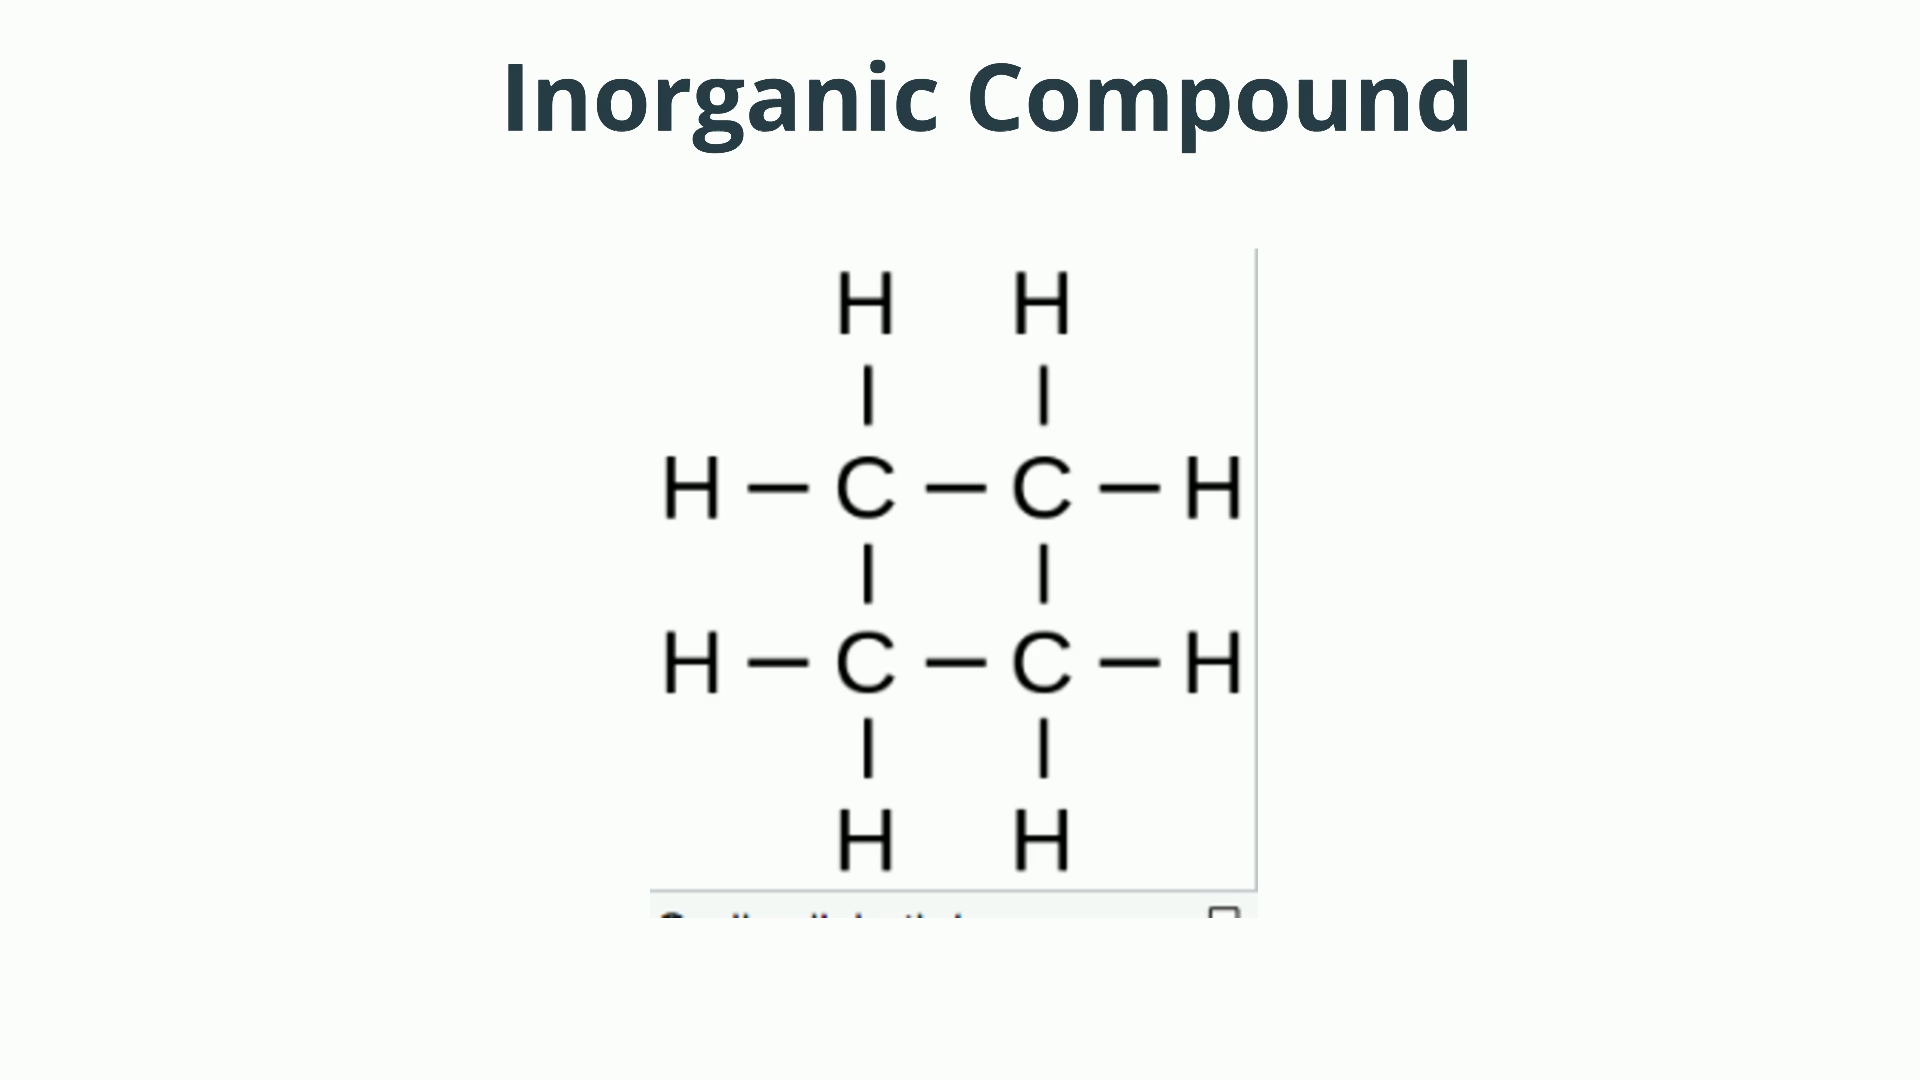 Inorganic Compound
H H
H — C — C — H
H — C — C — H
H H